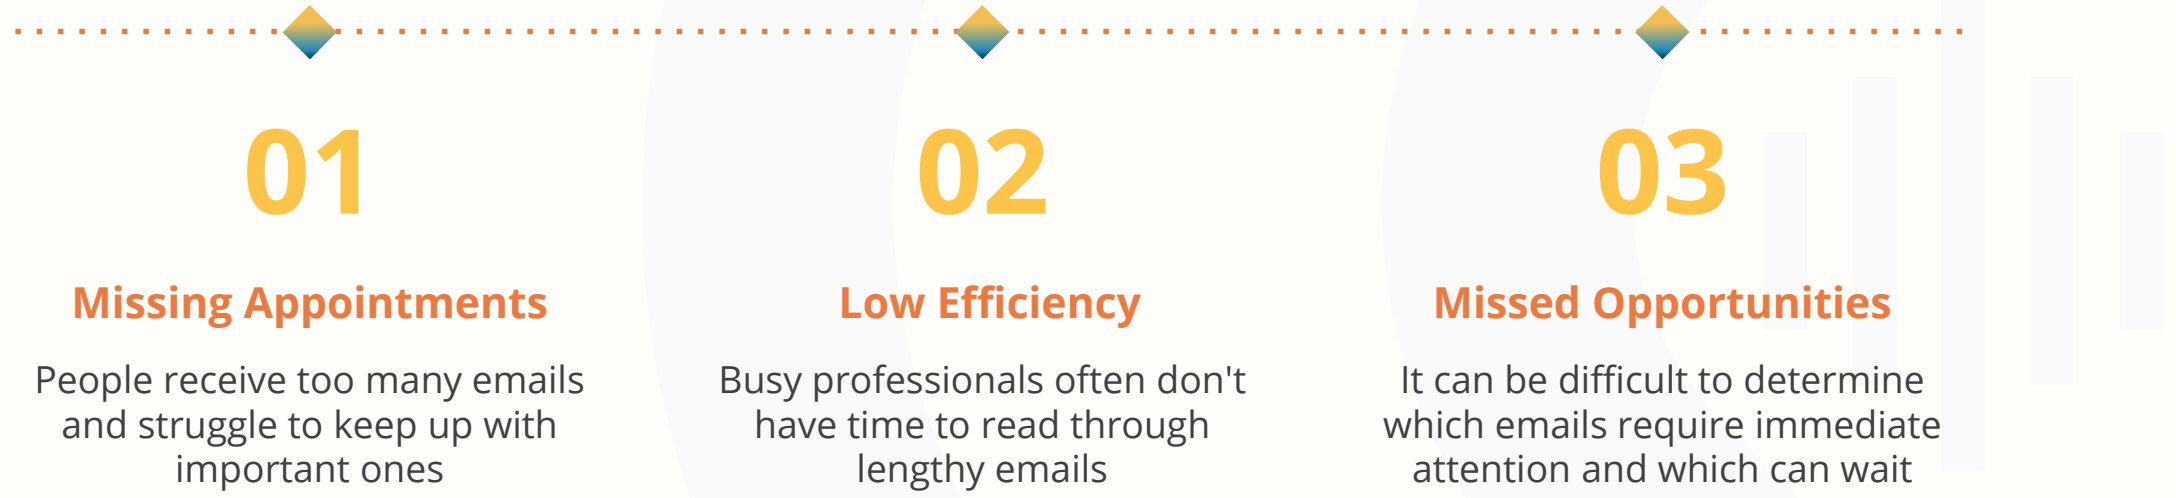 01
Missing Appointments
People receive too many emails
and struggle to keep up with
important ones
02
Low Efficiency
Busy professionals often don't
have time to read through
lengthy emails
03
Missed Opportunities
It can be difficult to determine
which emails require immediate
attention and which can wait